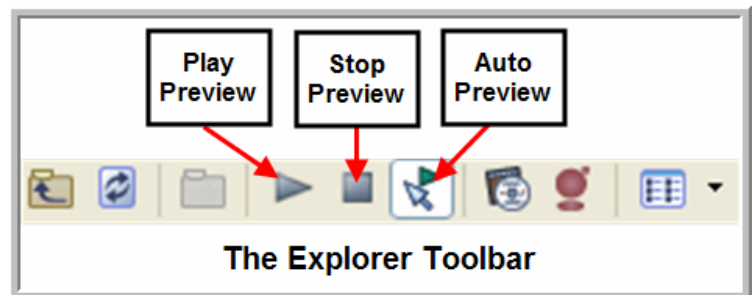 Play
Preview
Stop
Preview
Auto
Preview
The Explorer Toolbar